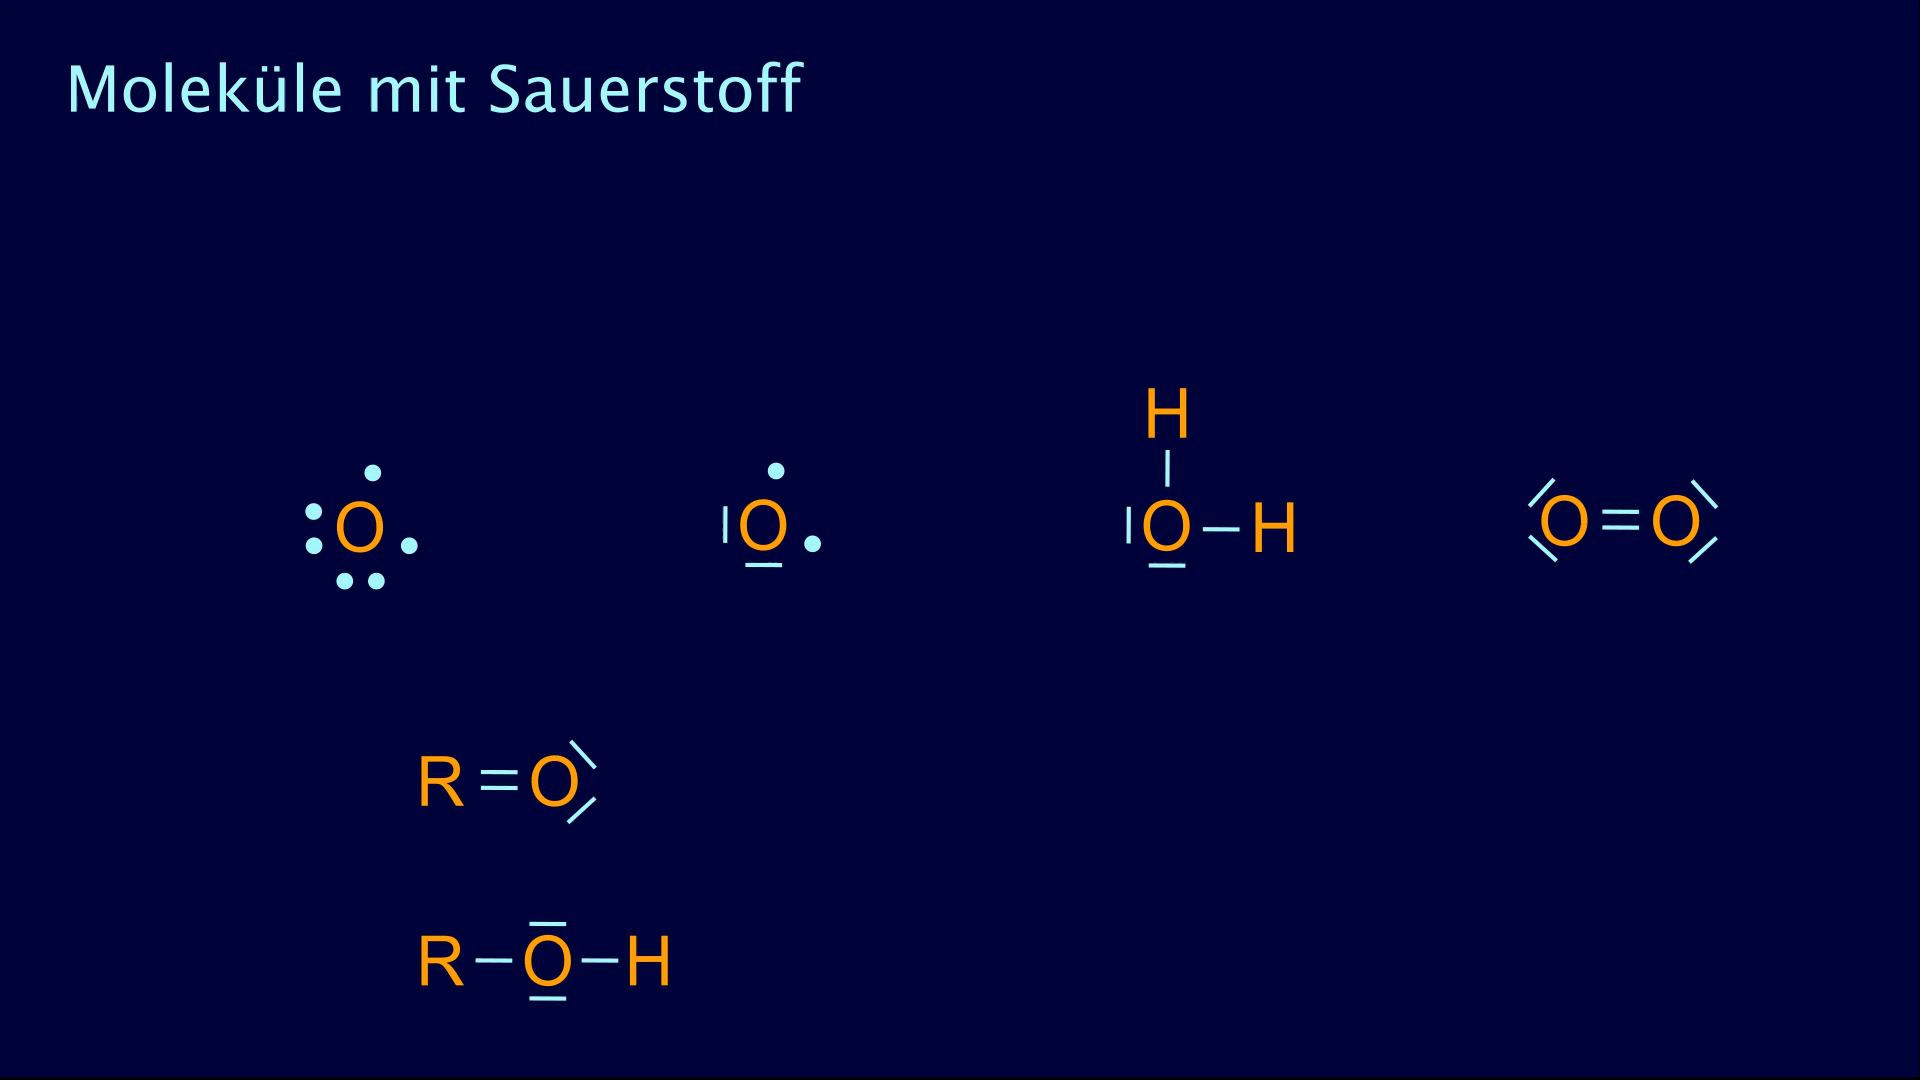 Moleküle mit Sauerstoff
H
O O O–H O=O
R=O
R–O–H